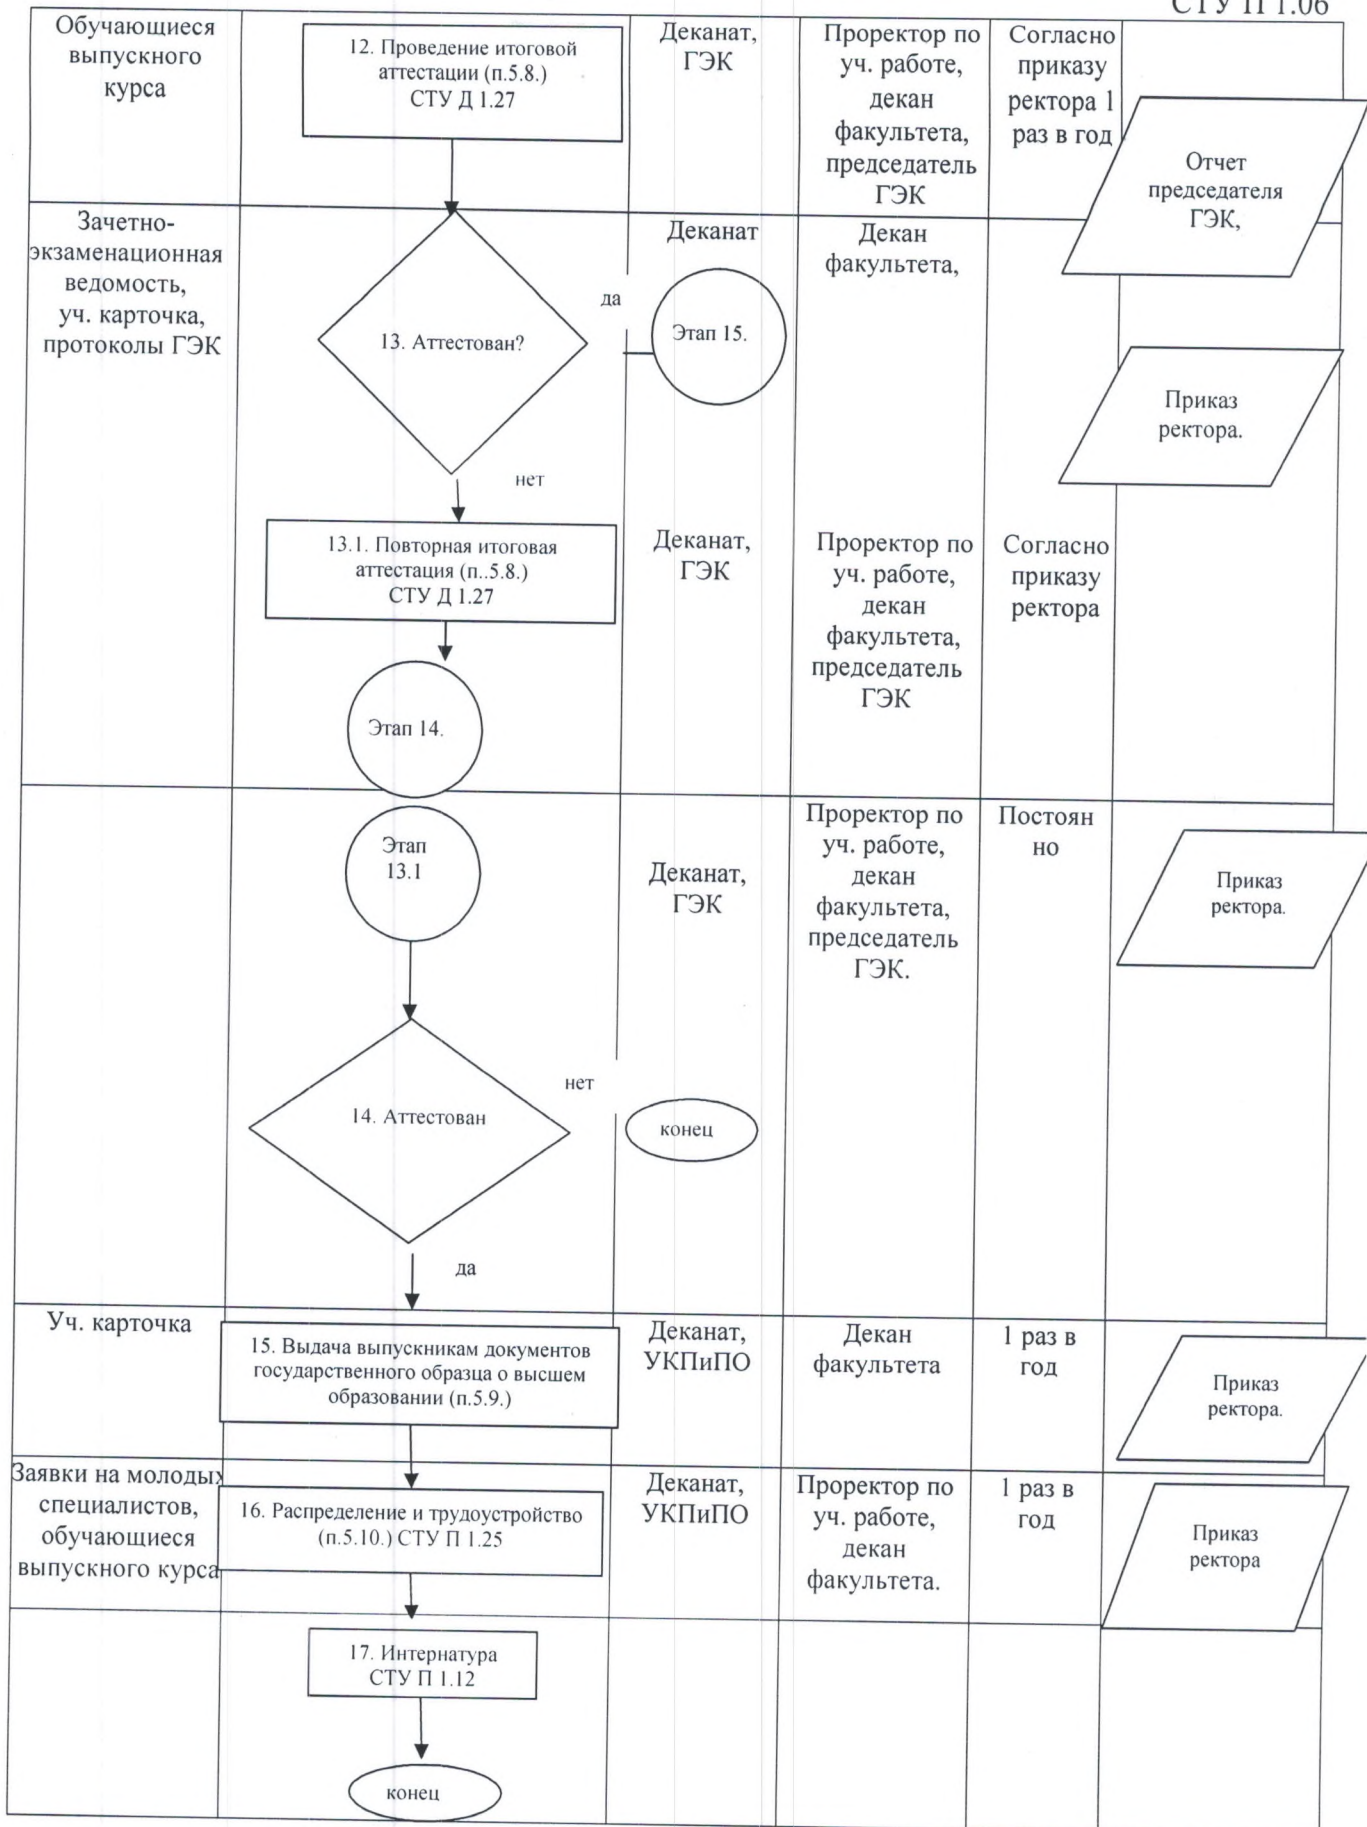 СТУ П 1.06
Обучающиеся
выпускного
курса
12. Проведение итоговой
аттестации (п.5.8.)
СТУ Д 1.27
Деканат,
ГЭК
Проректор по
уч. работе,
декан
факультета,
председатель
ГЭК
Согласно
приказу
ректора 1
раз в год
Отчет
председателя
ГЭК,
Зачетно-
экзаменационная
ведомость,
уч. карточка,
протоколы ГЭК
13. Аттестован?
да
Деканат
Этап 15.
Декан
факультета,
Приказ
ректора.
нет
13.1. Повторная итоговая
аттестация (п..5.8.)
СТУ Д 1.27
Деканат,
ГЭК
Проректор по
уч. работе,
декан
факультета,
председатель
ГЭК
Согласно
приказу
ректора
Этап 14.
Этап
13.1
Деканат,
ГЭК
Проректор по
уч. работе,
декан
факультета,
председатель
ГЭК.
Постоян
но
Приказ
ректора.
14. Аттестован
нет
конец
да
Уч. карточка
15. Выдача выпускникам документов
государственного образца о высшем
образовании (п.5.9.)
Деканат,
УКПиПО
Декан
факультета
1 раз в
год
Приказ
ректора.
Заявки на молодых
специалистов,
обучающиеся
выпускного курса
16. Распределение и трудоустройство
(п.5.10.) СТУ П 1.25
Деканат,
УКПиПО
Проректор по
уч. работе,
декан
факультета.
1 раз в
год
Приказ
ректора
17. Интернатура
СТУ П 1.12
конец